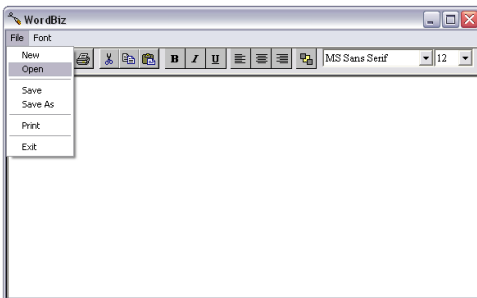 WordBiz
File Font
B I U MS Sans Serif 12
New
Open
Save
Save As
Print
Exit